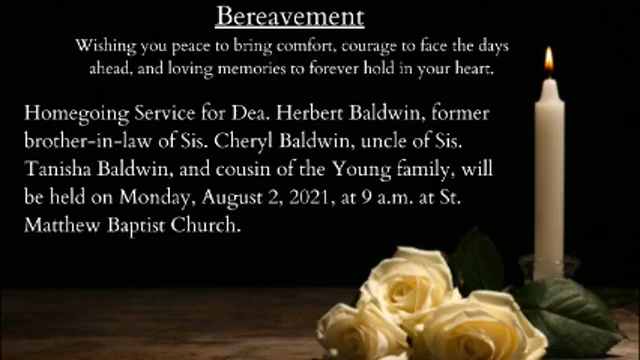 Bereavement
Wishing you peace to bring comfort, courage to face the days
ahead, and loving memories to forever hold in your heart.
Homegoing Service for Dea. Herbert Baldwin, former
brother-in-law of Sis. Cheryl Baldwin, uncle of Sis.
Tanisha Baldwin, and cousin of the Young family, will
be held on Monday, August 2, 2021, at 9 a.m. at St.
Matthew Baptist Church.